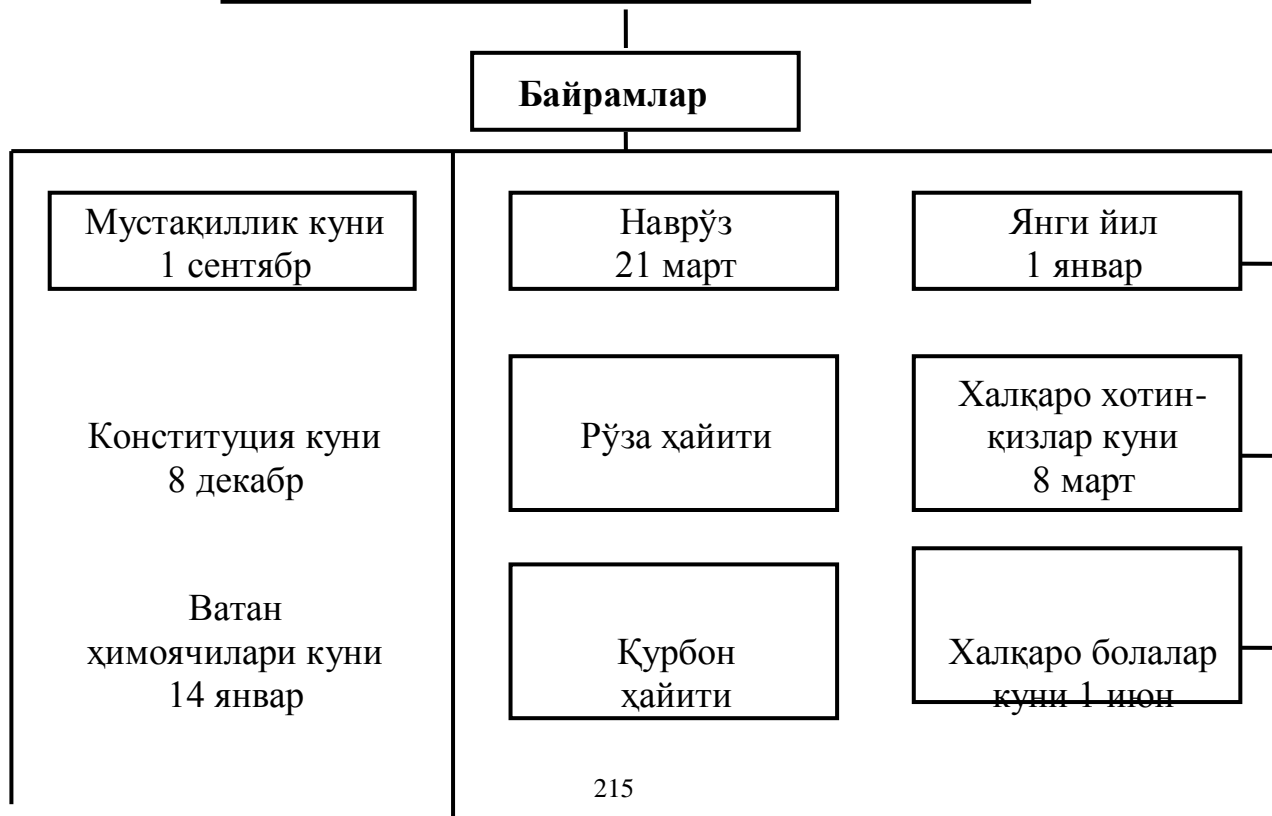 Байрамлар
Мустақиллик куни
1 сентябр
Наврўз
21 март
Янги йил
1 январ
Конституция куни
8 декабр
Рўза ҳайити
Халқаро хотин-
қизлар куни
8 март
Ватан
ҳимоячилари куни
14 январ
Қурбон
ҳайити
Халқаро болалар
куни 1 июн
215